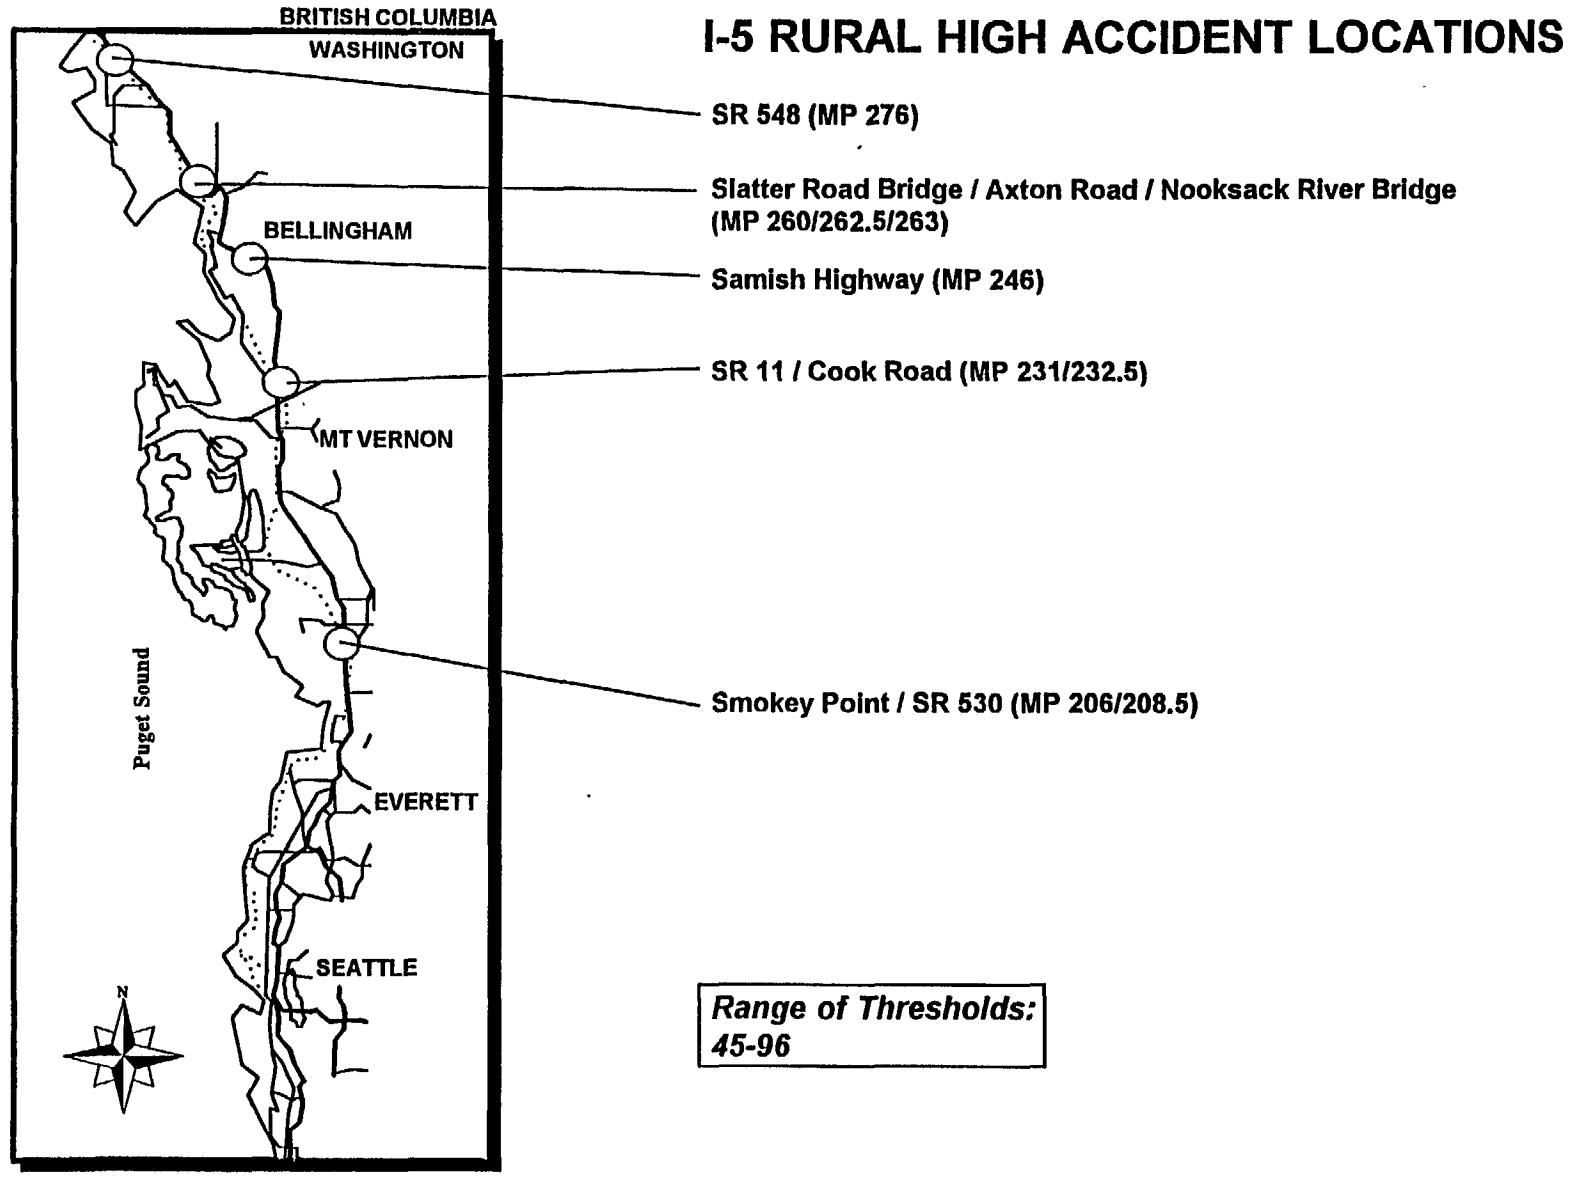 BRITISH COLUMBIA
WASHINGTON
I-5 RURAL HIGH ACCIDENT LOCATIONS
SR 548 (MP 276)
Slatter Road Bridge / Axton Road / Nooksack River Bridge
(MP 260/262.5/263)
BELLINGHAM
Samish Highway (MP 246)
SR 11 / Cook Road (MP 231/232.5)
MT VERNON
Puget Sound
Smokey Point / SR 530 (MP 206/208.5)
EVERETT
SEATTLE
N
Range of Thresholds:
45-96